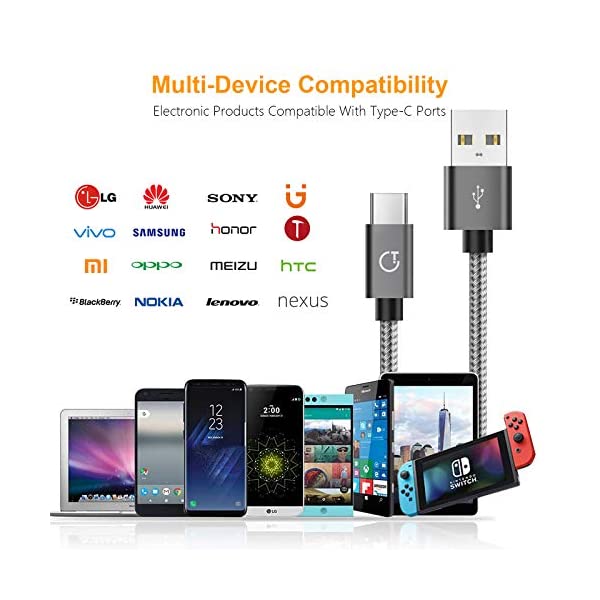 Multi-Device Compatibility
Electronic Products Compatible With Type-C Ports
LG HUAWEI SONY
vivo SAMSUNG honor T
mi oppo MEIZU hTC
BlackBerry NOKIA lenovo nexus
12:45
2:00
LG
NINTENDO
SWITCH